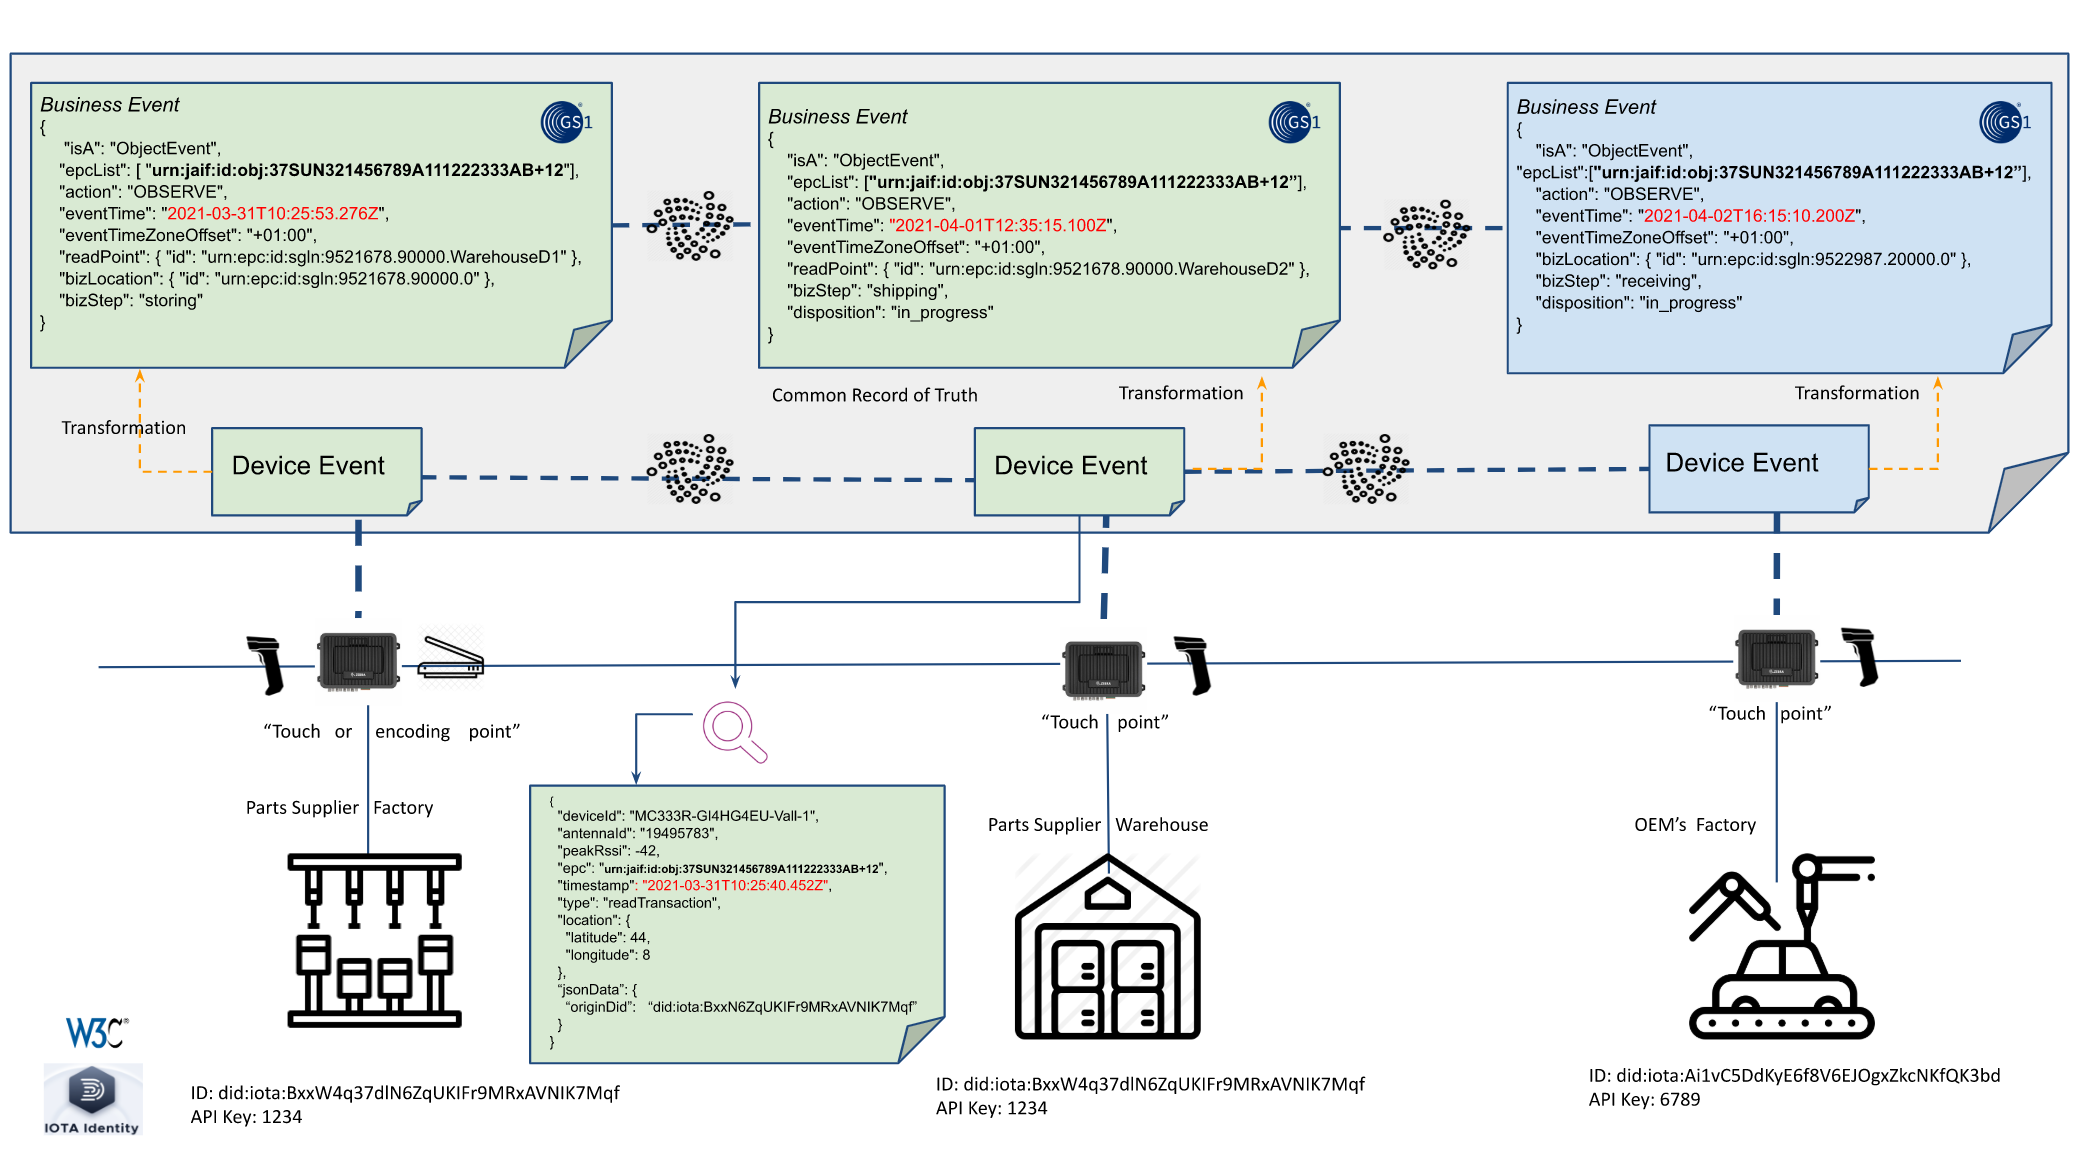 Business Event
{
"isA": "ObjectEvent",
"epcList": [ "urn:jaif:id:obj:37SUN321456789A111222333AB+12"],
"action": "OBSERVE",
"eventTime": "2021-03-31T10:25:53.276Z",
"eventTimeZoneOffset": "+01:00",
"readPoint": { "id": "urn:epc:id:sgln:9521678.90000.WarehouseD1" },
"bizLocation": { "id": "urn:epc:id:sgln:9521678.90000.0" },
"bizStep": "storing"
}
GS1
Business Event
{
"isA": "ObjectEvent",
"epcList": ["urn:jaif:id:obj:37SUN321456789A111222333AB+12”],
"action": "OBSERVE",
"eventTime": "2021-04-01T12:35:15.100Z",
"eventTimeZoneOffset": "+01:00",
"readPoint": { "id": "urn:epc:id:sgln:9521678.90000.WarehouseD2" },
"bizStep": "shipping",
"disposition": "in_progress"
}
GS1
Business Event
{
"isA": "ObjectEvent",
"epcList":["urn:jaif:id:obj:37SUN321456789A111222333AB+12”],
"action": "OBSERVE",
"eventTime": "2021-04-02T16:15:10.200Z",
"eventTimeZoneOffset": "+01:00",
"bizLocation": { "id": "urn:epc:id:sgln:9522987.20000.0" },
"bizStep": "receiving",
"disposition": "in_progress"
}
GS1
Transformation
Common Record of Truth
Transformation
Transformation
Device Event
Device Event
Device Event
“Touch or encoding point”
“Touch point”
“Touch point”
Parts Supplier Factory
Parts Supplier Warehouse
OEM’s Factory
{
"deviceId": "MC333R-GI4HG4EU-Vall-1",
"antennaId": "19495783",
"peakRssi": -42,
"epc": "urn:jaif:id:obj:37SUN321456789A111222333AB+12",
"timestamp": "2021-03-31T10:25:40.452Z",
"type": "readTransaction",
"location": {
"latitude": 44,
"longitude": 8
},
“jsonData”: {
“originDid”: “did:iota:BxxN6ZqUKIFr9MRxAVNIK7Mqf”
}
}
W3C®
IOTA Identity
ID: did:iota:BxxW4q37dlN6ZqUKIFr9MRxAVNIK7Mqf
API Key: 1234
ID: did:iota:BxxW4q37dlN6ZqUKIFr9MRxAVNIK7Mqf
API Key: 1234
ID: did:iota:Ai1vC5DdKyE6f8V6EJOgxZkcNKfQK3bd
API Key: 6789